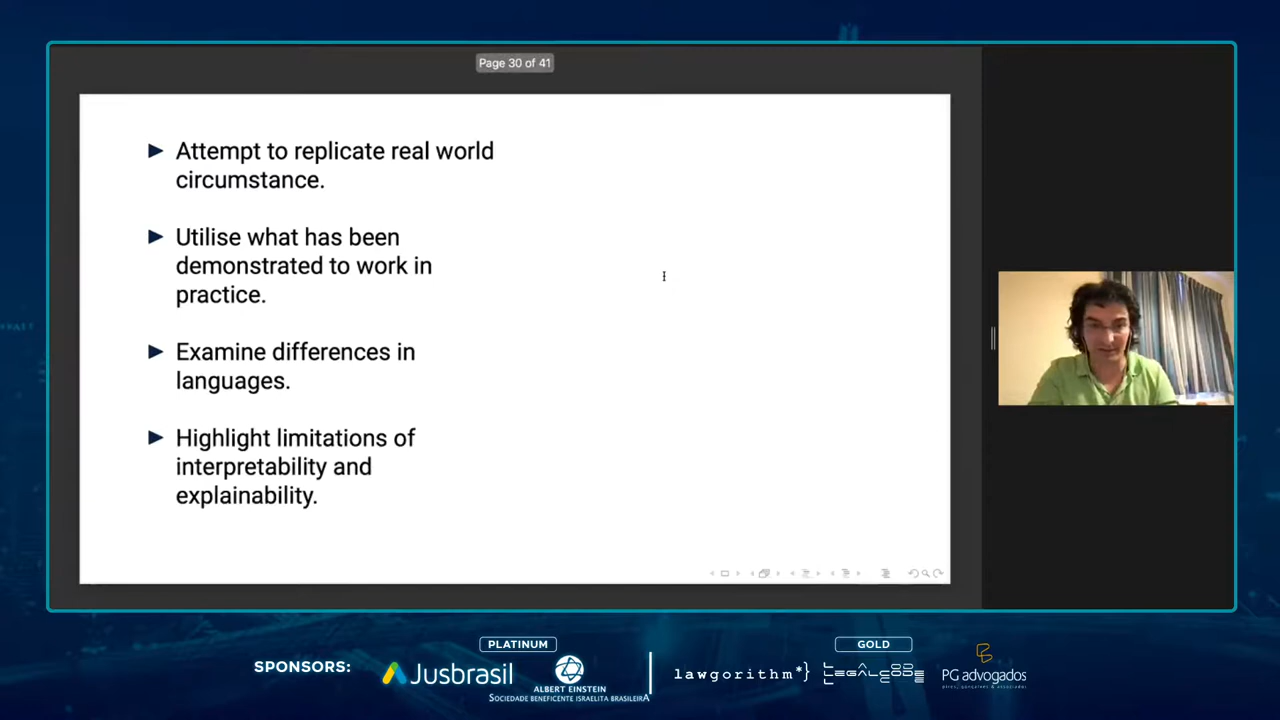 Page 30 of 41
Attempt to replicate real world
circumstance.
Utilise what has been
demonstrated to work in
practice.
Examine differences in
languages.
Highlight limitations of
interpretability and
explainability.
PLATINUM
GOLD
SPONSORS:
Jusbrasil
ALBERT EINSTEIN
SOCIEDADE BENEFICENTE ISRAELITA BRASILEIRA
lawgorithm*}
LEGALCODE
PG advogados